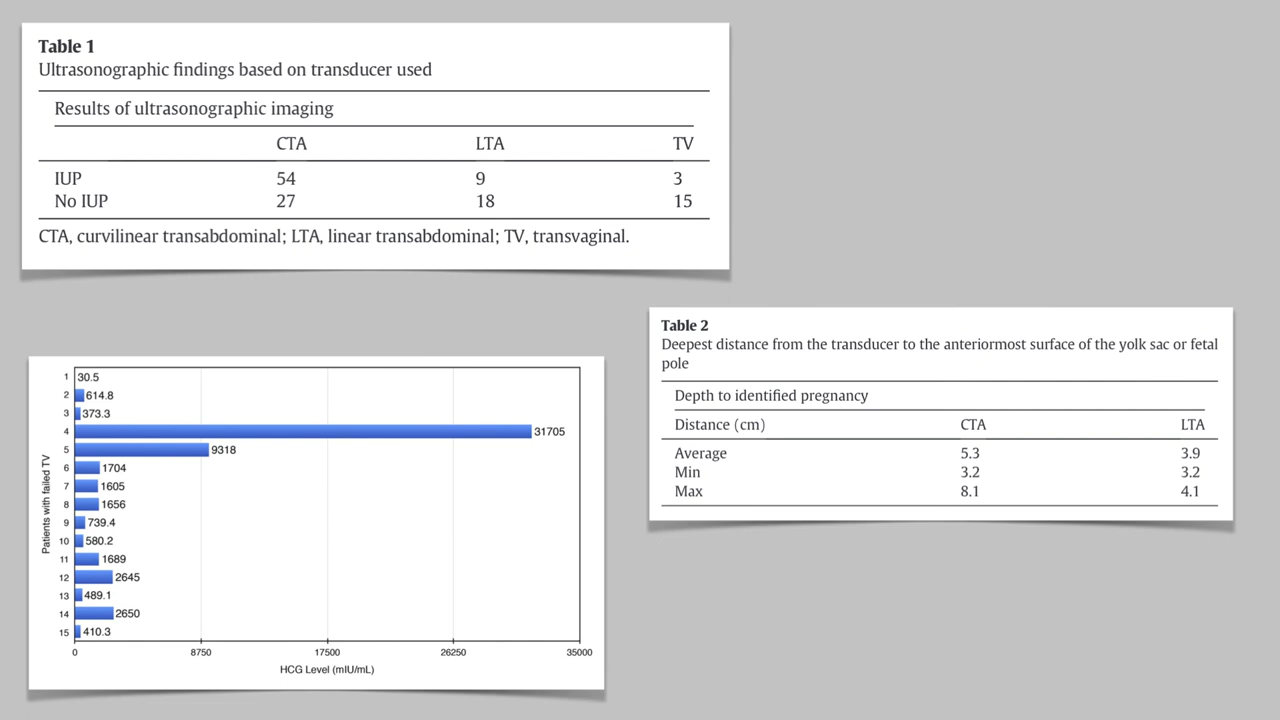 Table 1
Ultrasonographic findings based on transducer used
Results of ultrasonographic imaging
CTA LTA TV
IUP 54 9 3
No IUP 27 18 15
CTA, curvilinear transabdominal; LTA, linear transabdominal; TV, transvaginal.
Table 2
Deepest distance from the transducer to the anteriormost surface of the yolk sac or fetal
pole
Depth to identified pregnancy
Distance (cm) CTA LTA
Average 5.3 3.9
Min 3.2 3.2
Max 8.1 4.1
Patients with failed TV
1 30.5
2 614.8
3 373.3
4 31705
5 9318
6 1704
7 1605
8 1656
9 739.4
10 580.2
11 1689
12 2645
13 489.1
14 2650
15 410.3
0 8750 17500 26250 35000
HCG Level (mIU/mL)